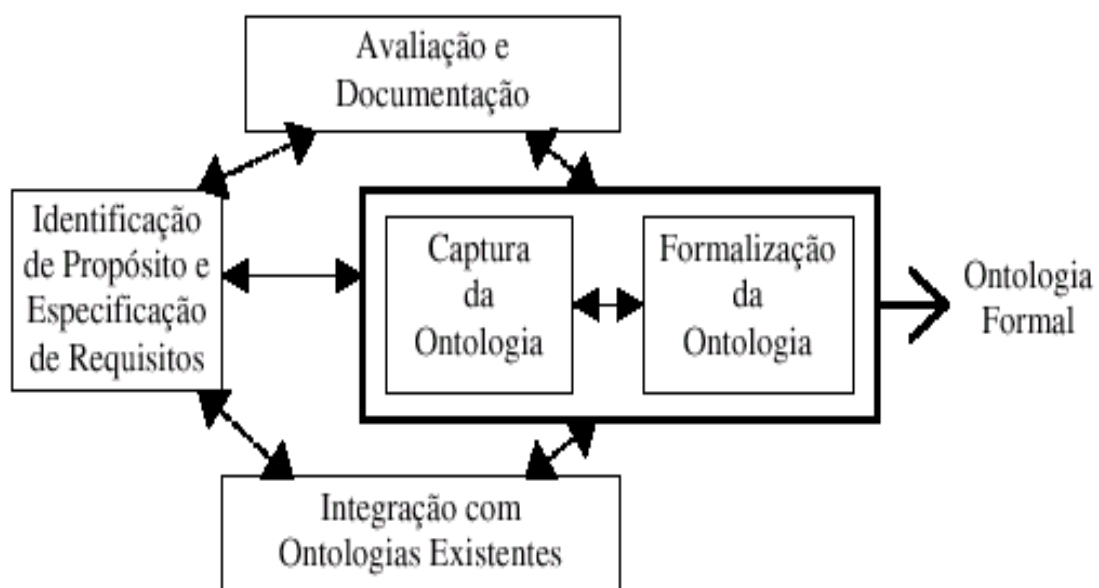 Avaliação e
Documentação
Identificação
de Propósito e
Especificação
de Requisitos
Captura
da
Ontologia
Formalização
da
Ontologia
Ontologia
Formal
Integração com
Ontologias Existentes